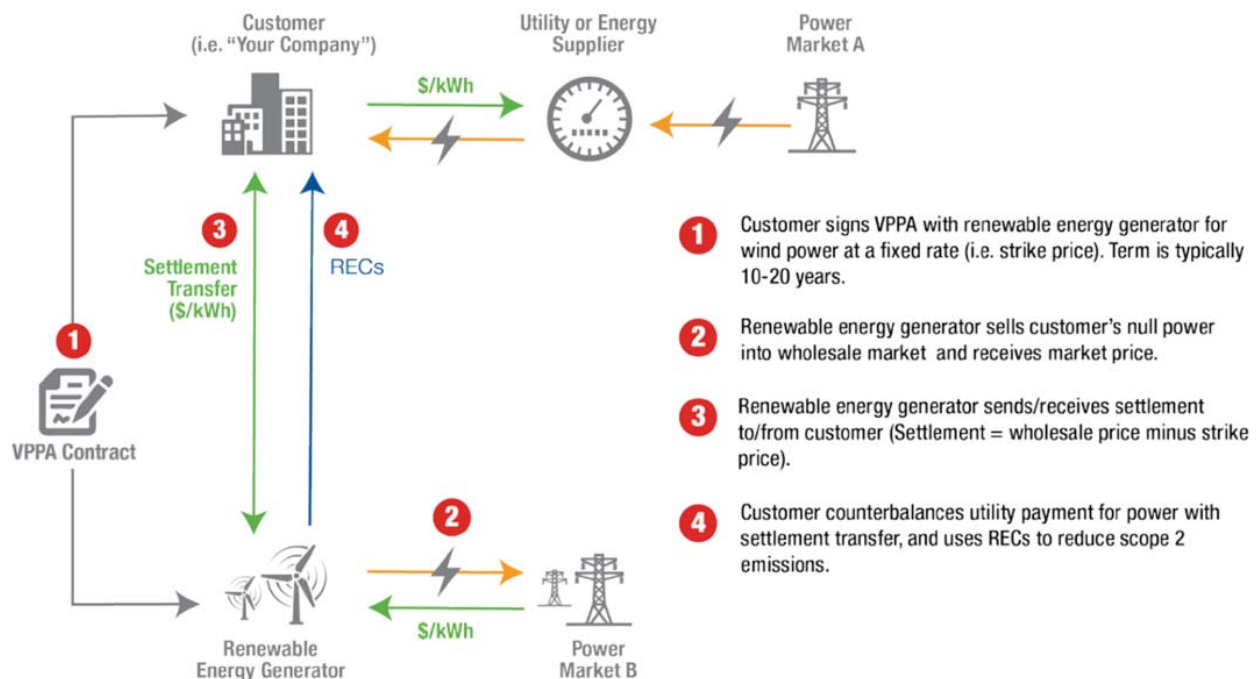 Customer
(i.e. “Your Company”)
Utility or Energy
Supplier
Power
Market A
$/kWh
3
Settlement
Transfer
($/kWh)
4
RECs
1
VPPA Contract
2
$/kWh
Renewable
Energy Generator
Power
Market B
1
Customer signs VPPA with renewable energy generator for
wind power at a fixed rate (i.e. strike price). Term is typically
10-20 years.
2
Renewable energy generator sells customer’s null power
into wholesale market and receives market price.
3
Renewable energy generator sends/receives settlement
to/from customer (Settlement = wholesale price minus strike
price).
4
Customer counterbalances utility payment for power with
settlement transfer, and uses RECs to reduce scope 2
emissions.